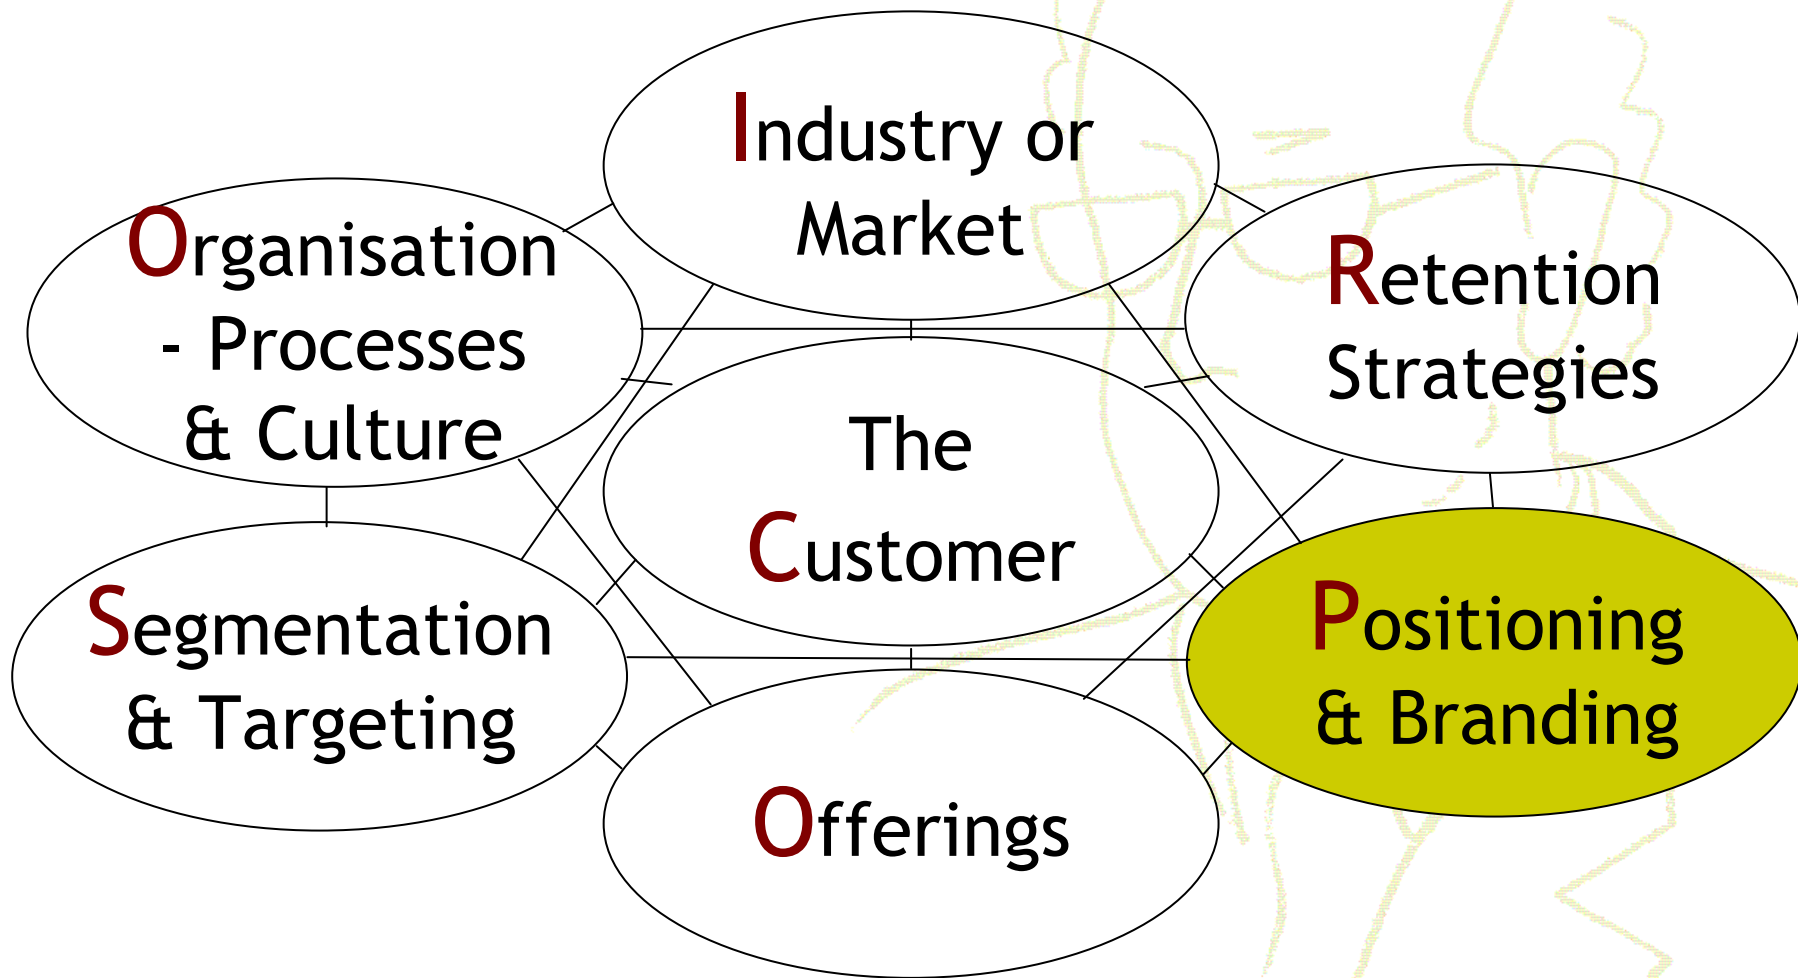 Industry or
Market
Organisation
- Processes
& Culture
Retention
Strategies
The
Customer
Segmentation
& Targeting
Positioning
& Branding
Offerings